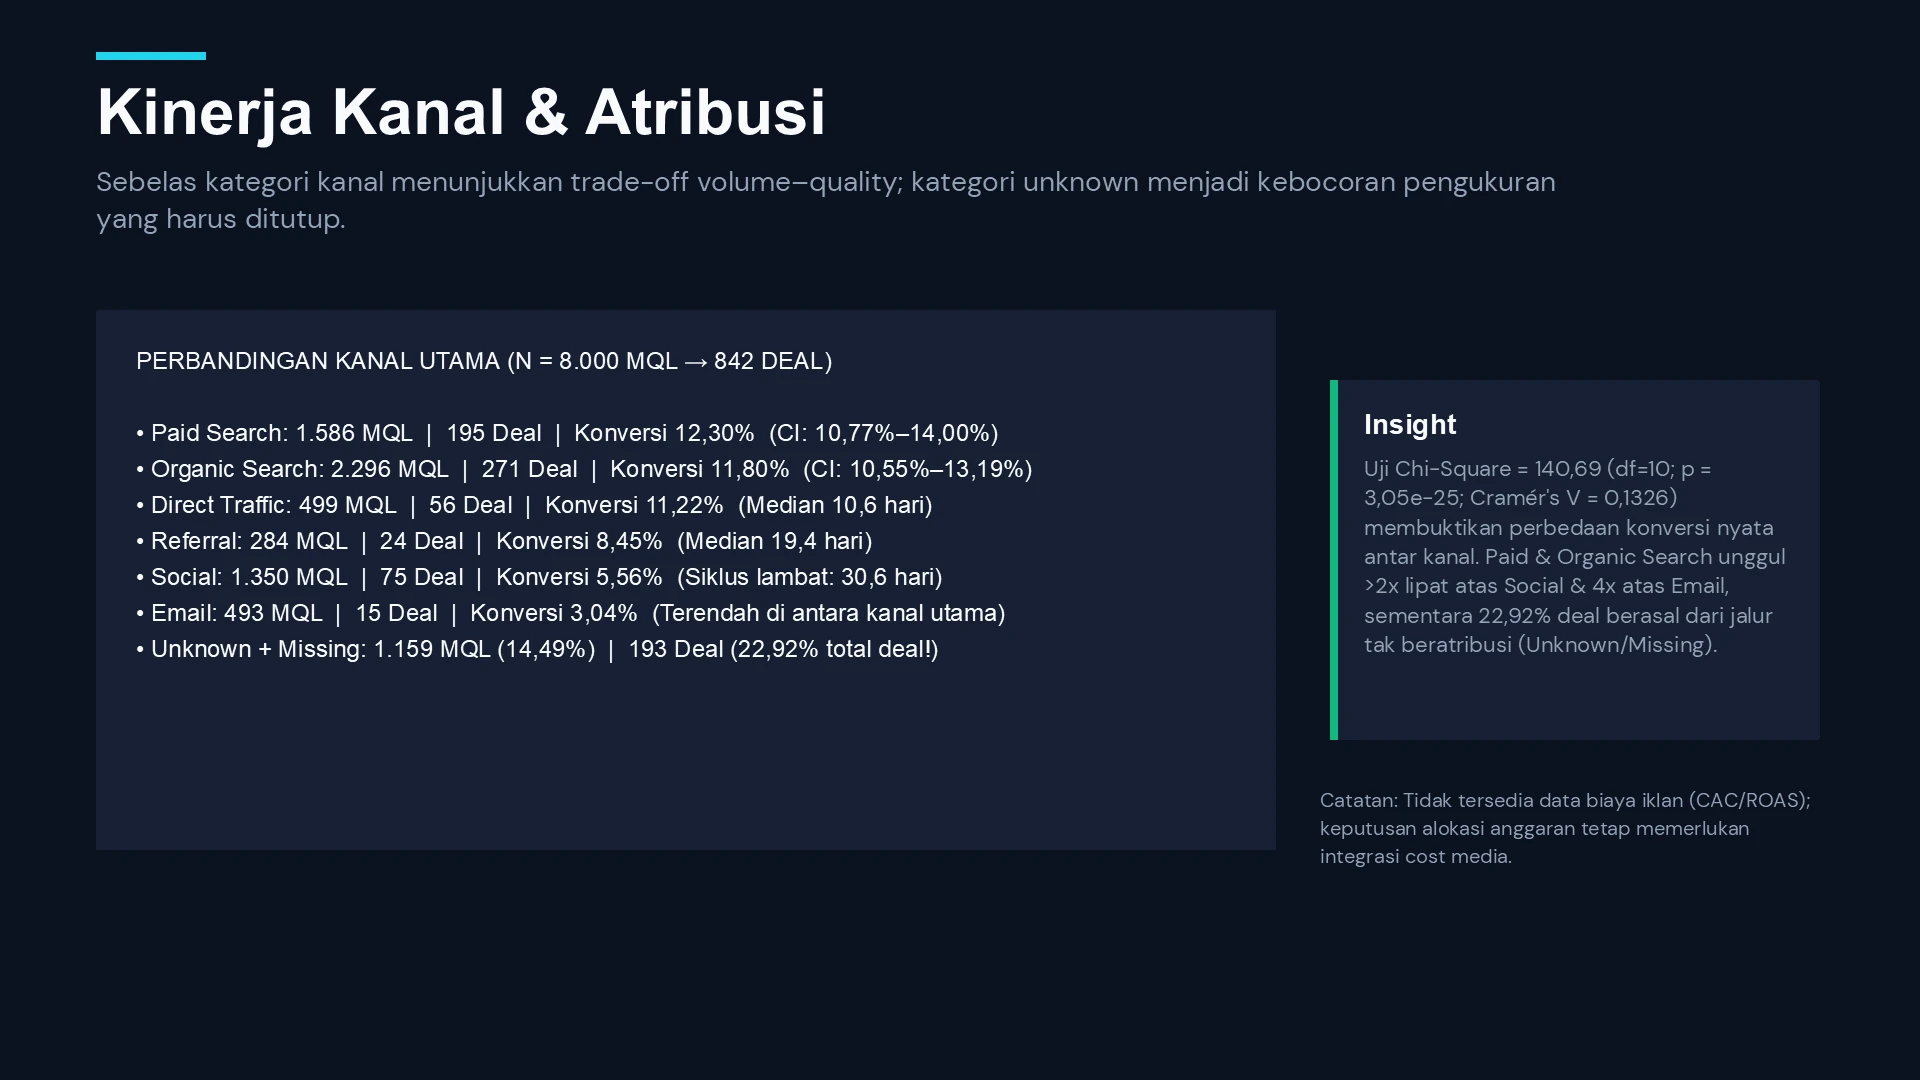 Kinerja Kanal & Atribusi
Sebelas kategori kanal menunjukkan trade-off volume–quality; kategori unknown menjadi kebocoran pengukuran
yang harus ditutup.
PERBANDINGAN KANAL UTAMA (N = 8.000 MQL → 842 DEAL)
• Paid Search: 1.586 MQL | 195 Deal | Konversi 12,30% (CI: 10,77%–14,00%)
• Organic Search: 2.296 MQL | 271 Deal | Konversi 11,80% (CI: 10,55%–13,19%)
• Direct Traffic: 499 MQL | 56 Deal | Konversi 11,22% (Median 10,6 hari)
• Referral: 284 MQL | 24 Deal | Konversi 8,45% (Median 19,4 hari)
• Social: 1.350 MQL | 75 Deal | Konversi 5,56% (Siklus lambat: 30,6 hari)
• Email: 493 MQL | 15 Deal | Konversi 3,04% (Terendah di antara kanal utama)
• Unknown + Missing: 1.159 MQL (14,49%) | 193 Deal (22,92% total deal!)
Insight
Uji Chi-Square = 140,69 (df=10; p =
3,05e-25; Cramér's V = 0,1326)
membuktikan perbedaan konversi nyata
antar kanal. Paid & Organic Search unggul
>2x lipat atas Social & 4x atas Email,
sementara 22,92% deal berasal dari jalur
tak beratribusi (Unknown/Missing).
Catatan: Tidak tersedia data biaya iklan (CAC/ROAS);
keputusan alokasi anggaran tetap memerlukan
integrasi cost media.